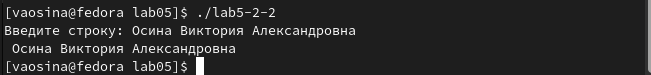 [vaosina@fedora lab05]$ ./lab5-2-2
Введите строку: Осина Виктория Александровна
 Осина Виктория Александровна
[vaosina@fedora lab05]$